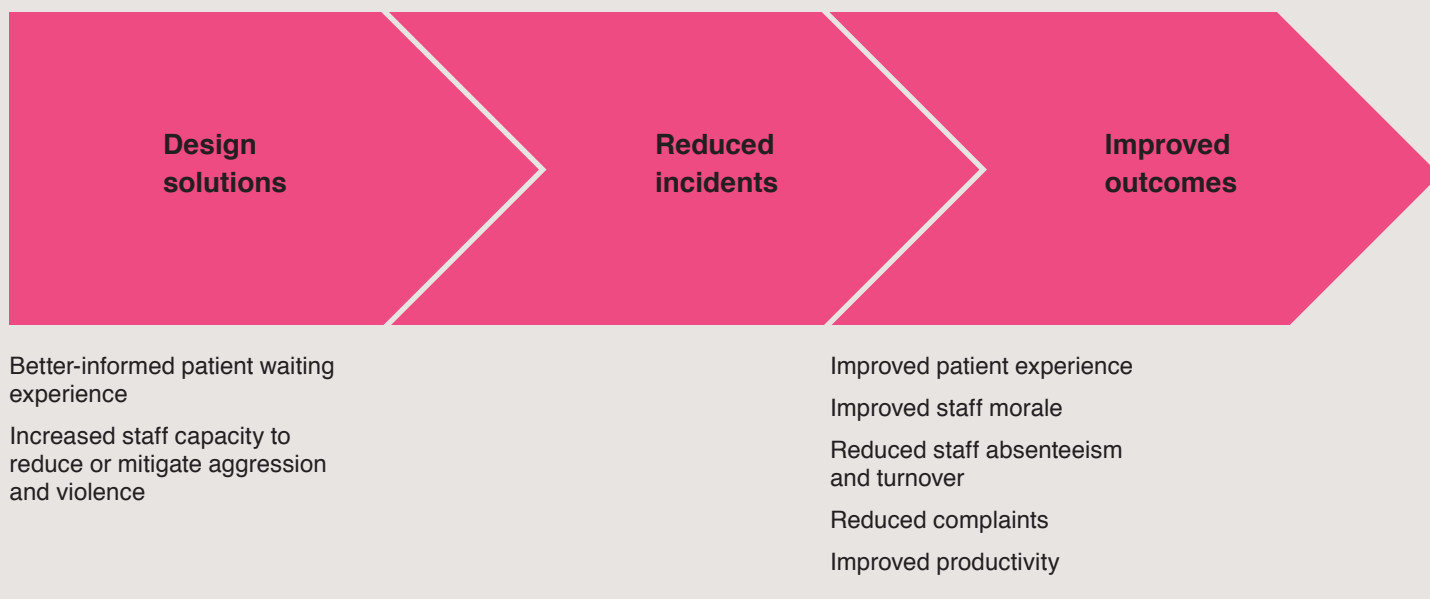 Design
solutions
Reduced
incidents
Improved
outcomes
Better-informed patient waiting
experience
Increased staff capacity to
reduce or mitigate aggression
and violence
Improved patient experience
Improved staff morale
Reduced staff absenteeism
and turnover
Reduced complaints
Improved productivity